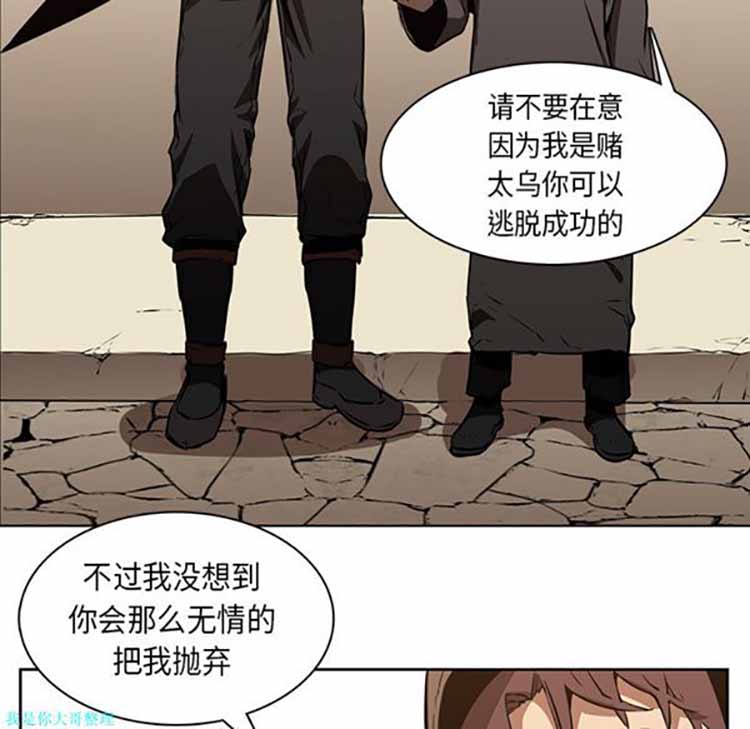 请不要在意
因为我是赌
太乌你可以
逃脱成功的
不过我没想到
你会那么无情的
把我抛弃
我是你大哥整理